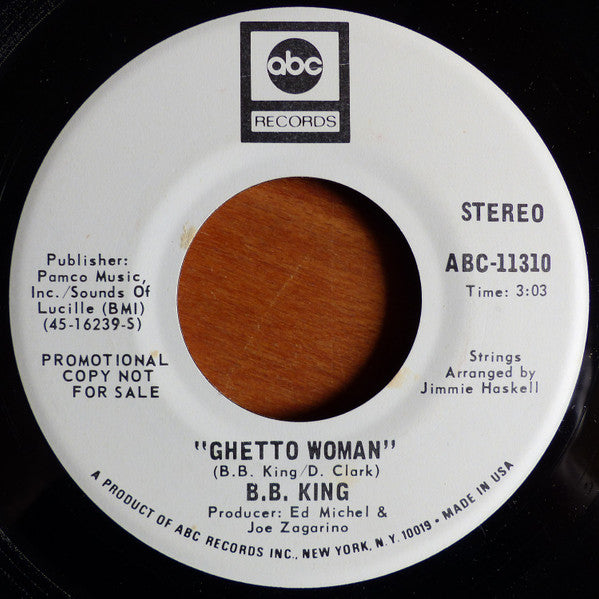 abc
RECORDS
STEREO
ABC-11310
Time: 3:03
Publisher:
Pamco Music,
Inc./Sounds Of
Lucille (BMI)
(45-16239-S)
PROMOTIONAL
COPY NOT
FOR SALE
Strings
Arranged by
Jimmie Haskell
"GHETTO WOMAN"
(B.B. King/D. Clark)
B.B. KING
Producer: Ed Michel &
Joe Zagarino
A PRODUCT OF ABC RECORDS INC., NEW YORK, N.Y. 10019 • MADE IN USA